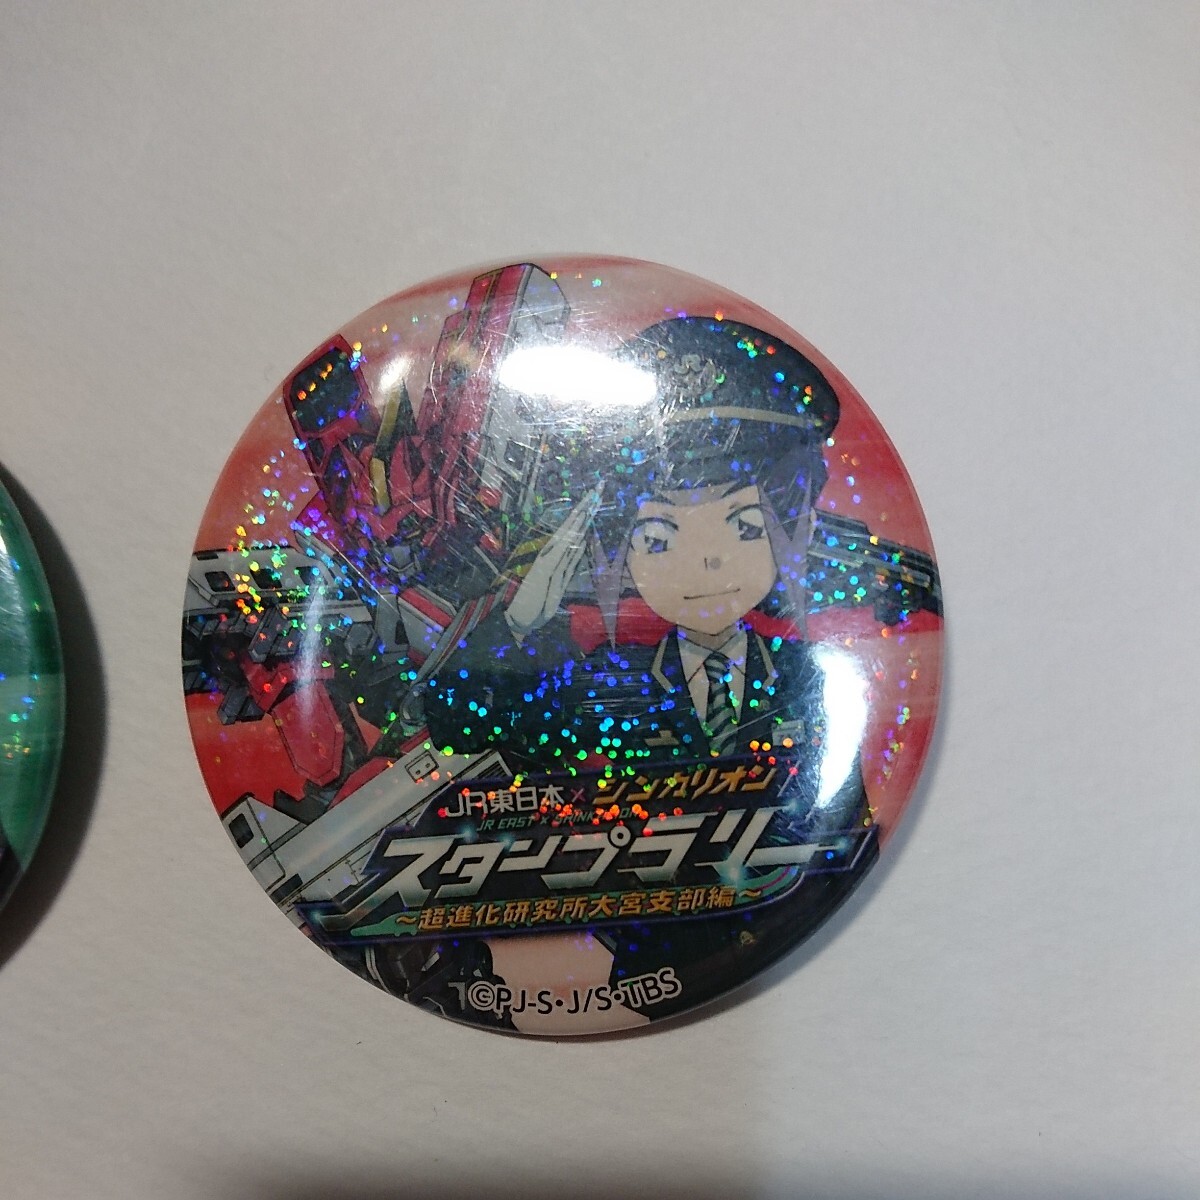 JR東日本×シンカリオン
JR EAST ×
スタンプラリー
～超進化研究所大宮支部編～
©PJ-S・J/S・TBS